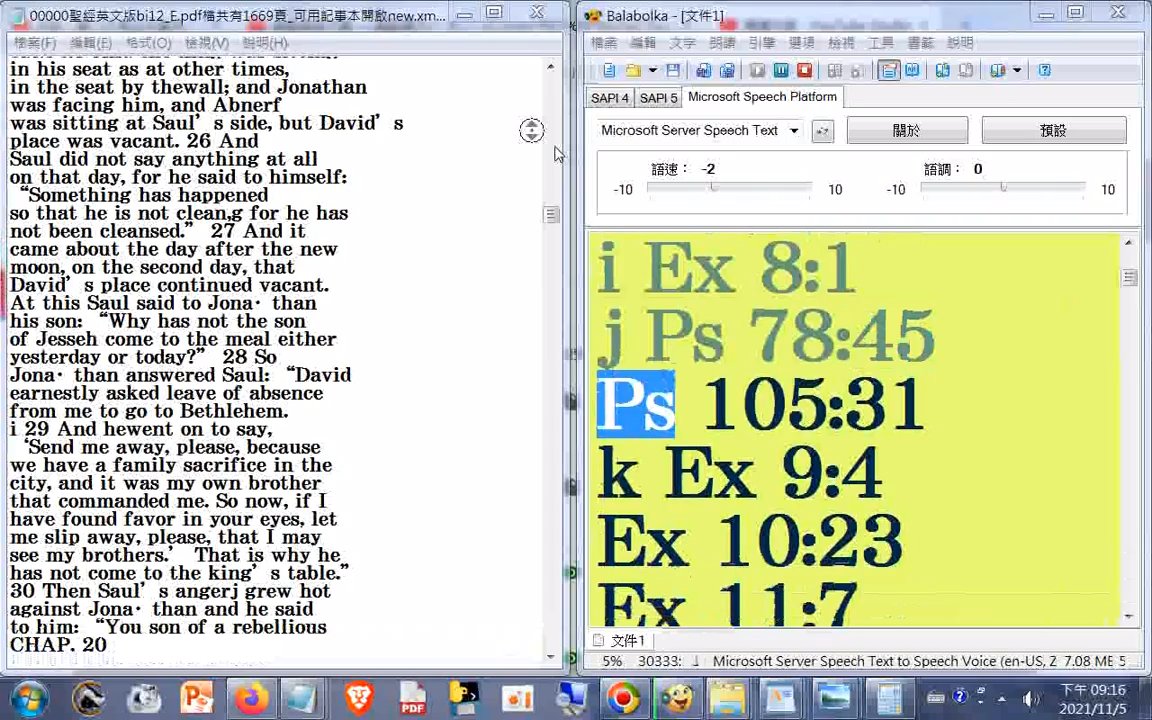 00000聖經英文版bi12_E.pdf檔共有1669頁_可用記事本開啟new.xm...
檔案(F) 編輯(E) 格式(O) 檢視(V) 說明(H)
in his seat as at other times,
in the seat by thewall; and Jonathan
was facing him, and Abnerf
was sitting at Saul’s side, but David’s
place was vacant. 26 And
Saul did not say anything at all
on that day, for he said to himself:
“Something has happened
so that he is not clean,g for he has
not been cleansed.” 27 And it
came about the day after the new
moon, on the second day, that
David’s place continued vacant.
At this Saul said to Jona·than
his son: “Why has not the son
of Jesseh come to the meal either
yesterday or today?” 28 So
Jona·than answered Saul: “David
earnestly asked leave of absence
from me to go to Bethlehem.
i 29 And hewent on to say,
‘Send me away, please, because
we have a family sacrifice in the
city, and it was my own brother
that commanded me. So now, if I
have found favor in your eyes, let
me slip away, please, that I may
see my brothers.’ That is why he
has not come to the king’s table.”
30 Then Saul’s angerj grew hot
against Jona·than and he said
to him: “You son of a rebellious
CHAP. 20
Balabolka - [文件1]
檔案 編輯 文字 朗讀 引擎 選項 檢視 工具 書籤 說明
SAPI 4 SAPI 5 Microsoft Speech Platform
Microsoft Server Speech Text 關於 預設
語速： -2 語調： 0
-10 10 -10 10
i Ex 8:1
j Ps 78:45
Ps 105:31
k Ex 9:4
Ex 10:23
Ex 11:7
文件1
5% 30333: Microsoft Server Speech Text to Speech Voice (en-US, 2 7.08 MB 5
下午 09:16
2021/11/5